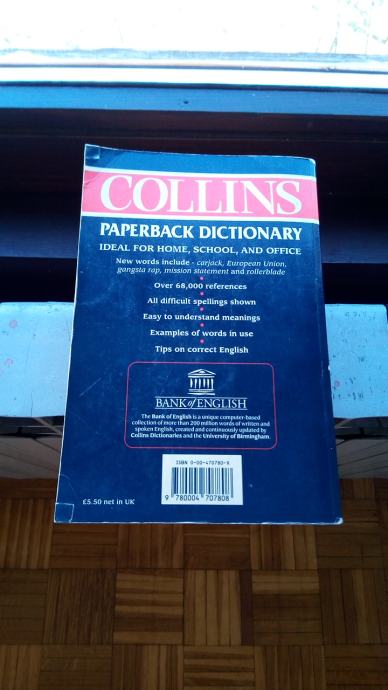 COLLINS
PAPERBACK DICTIONARY
IDEAL FOR HOME, SCHOOL, AND OFFICE
New words include - carjack, European Union,
gangsta rap, mission statement and rollerblade
Over 68,000 references
All difficult spellings shown
Easy to understand meanings
Examples of words in use
Tips on correct English
BANK of ENGLISH
The Bank of English is a unique computer-based
collection of more than 200 million words of written and
spoken English, created and continuously updated by
Collins Dictionaries and the University of Birmingham.
ISBN 0-00-470780-X
9 780004 707808
£5.50 net in UK